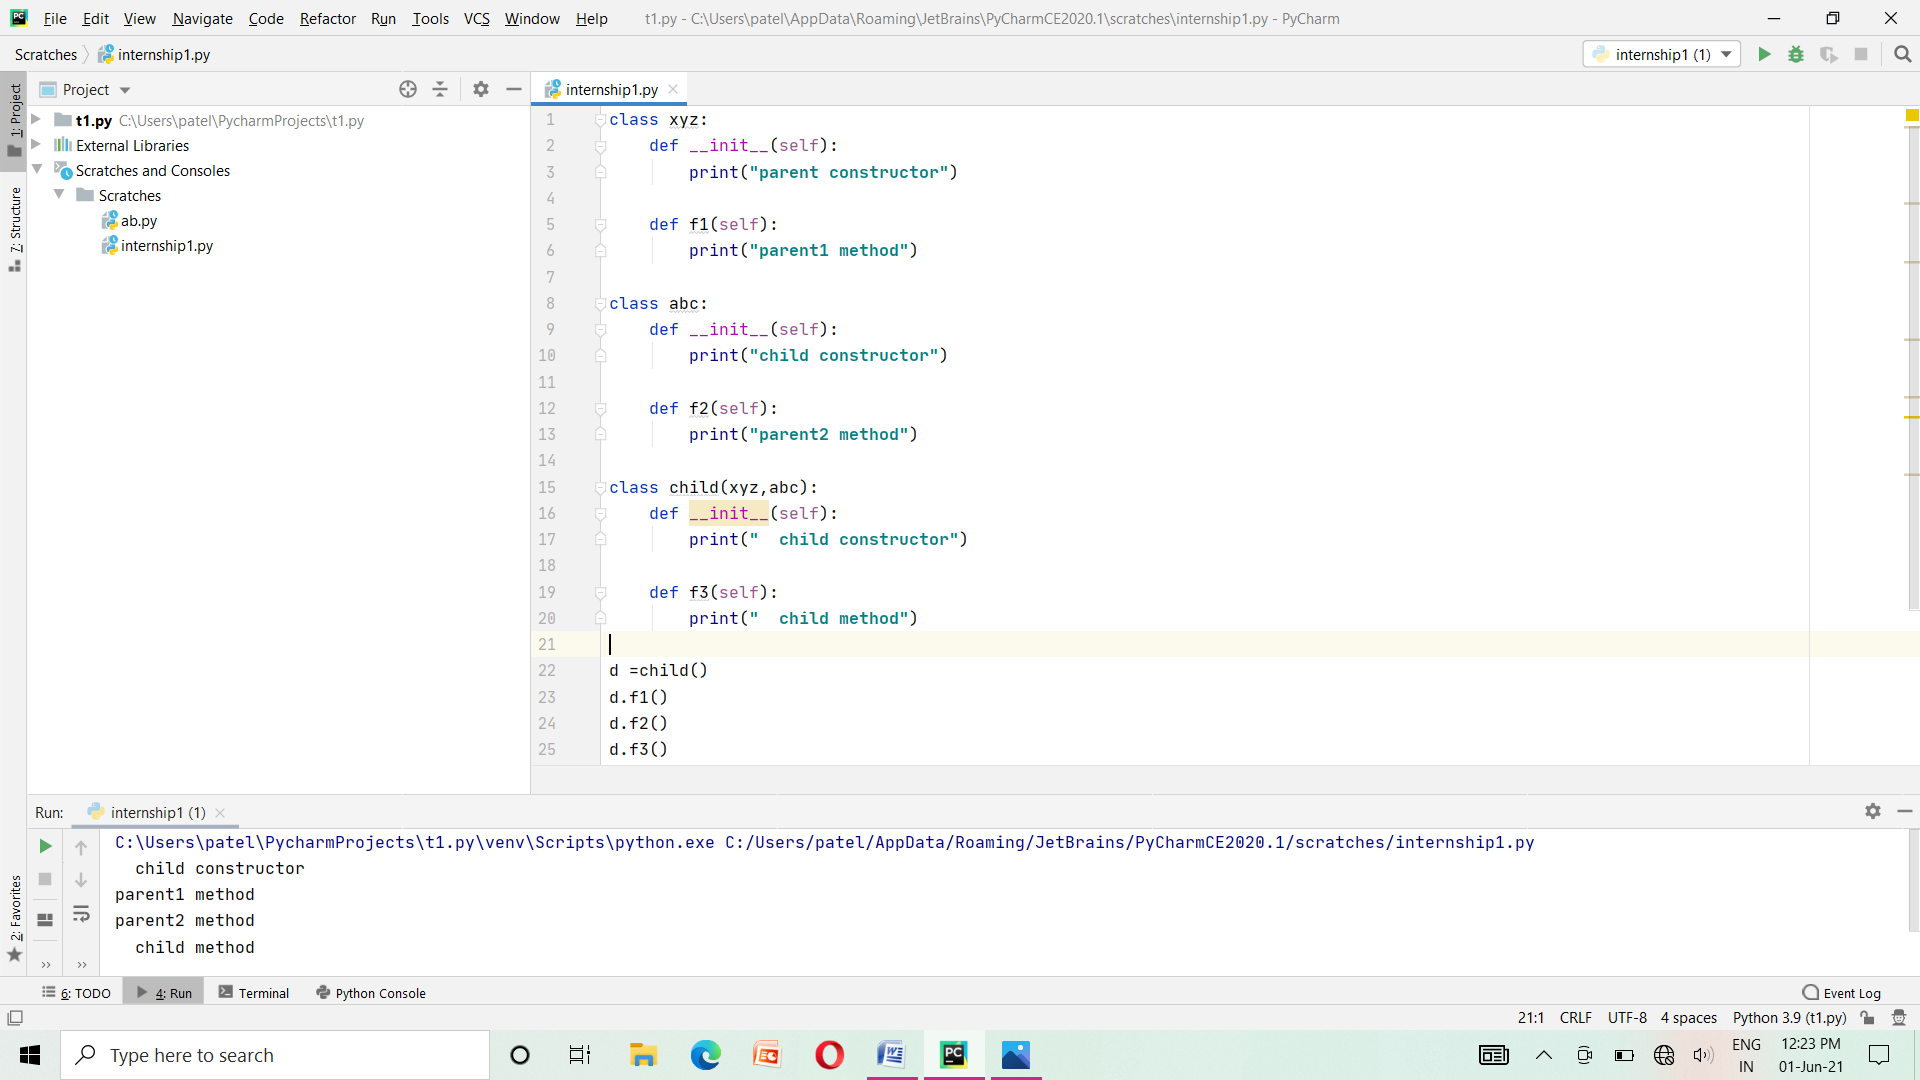 File Edit View Navigate Code Refactor Run Tools VCS Window Help t1.py - C:\Users\patel\AppData\Roaming\JetBrains\PyCharmCE2020.1\scratches\internship1.py - PyCharm
Scratches internship1.py
internship1 (1)
Project
internship1.py
1: Project
t1.py C:\Users\patel\PycharmProjects\t1.py
External Libraries
Scratches and Consoles
Scratches
ab.py
internship1.py
7: Structure
1 class xyz:
2 def __init__(self):
3 print("parent constructor")
4
5 def f1(self):
6 print("parent1 method")
7
8 class abc:
9 def __init__(self):
10 print("child constructor")
11
12 def f2(self):
13 print("parent2 method")
14
15 class child(xyz,abc):
16 def __init__(self):
17 print("  child constructor")
18
19 def f3(self):
20 print("  child method")
21
22 d =child()
23 d.f1()
24 d.f2()
25 d.f3()
Run: internship1 (1)
C:\Users\patel\PycharmProjects\t1.py\venv\Scripts\python.exe C:/Users/patel/AppData/Roaming/JetBrains/PyCharmCE2020.1/scratches/internship1.py
  child constructor
parent1 method
parent2 method
  child method
2: Favorites
6: TODO 4: Run Terminal Python Console Event Log
21:1 CRLF UTF-8 4 spaces Python 3.9 (t1.py)
Type here to search
ENG
IN
12:23 PM
01-Jun-21